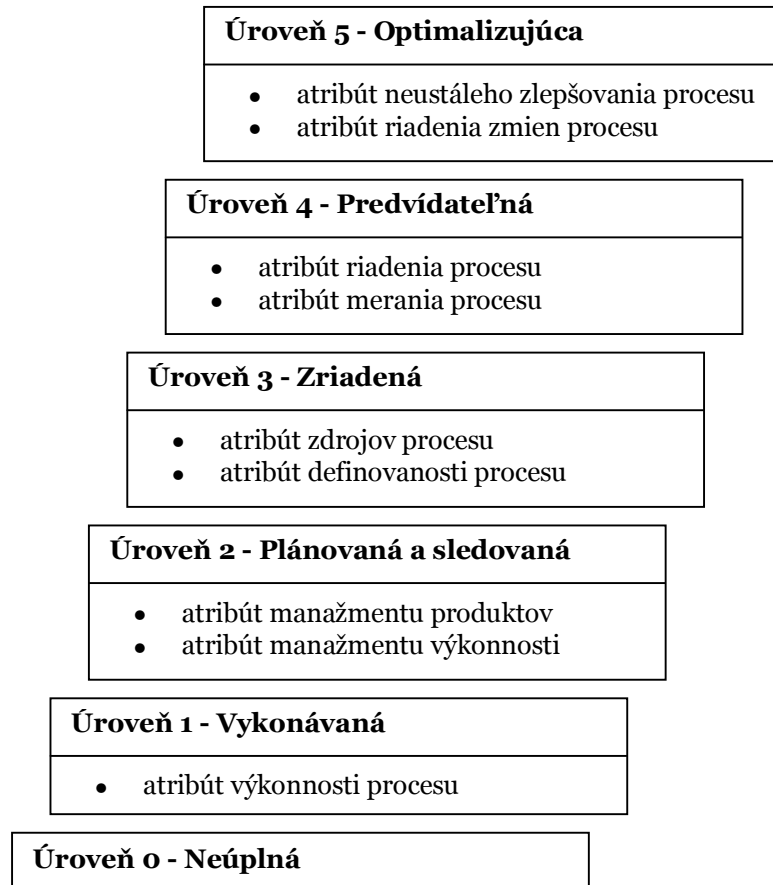 Úroveň 5 - Optimalizujúca
• atribút neustáleho zlepšovania procesu
• atribút riadenia zmien procesu
Úroveň 4 - Predvídateľná
• atribút riadenia procesu
• atribút merania procesu
Úroveň 3 - Zriadená
• atribút zdrojov procesu
• atribút definovanosti procesu
Úroveň 2 - Plánovaná a sledovaná
• atribút manažmentu produktov
• atribút manažmentu výkonnosti
Úroveň 1 - Vykonávaná
• atribút výkonnosti procesu
Úroveň 0 - Neúplná